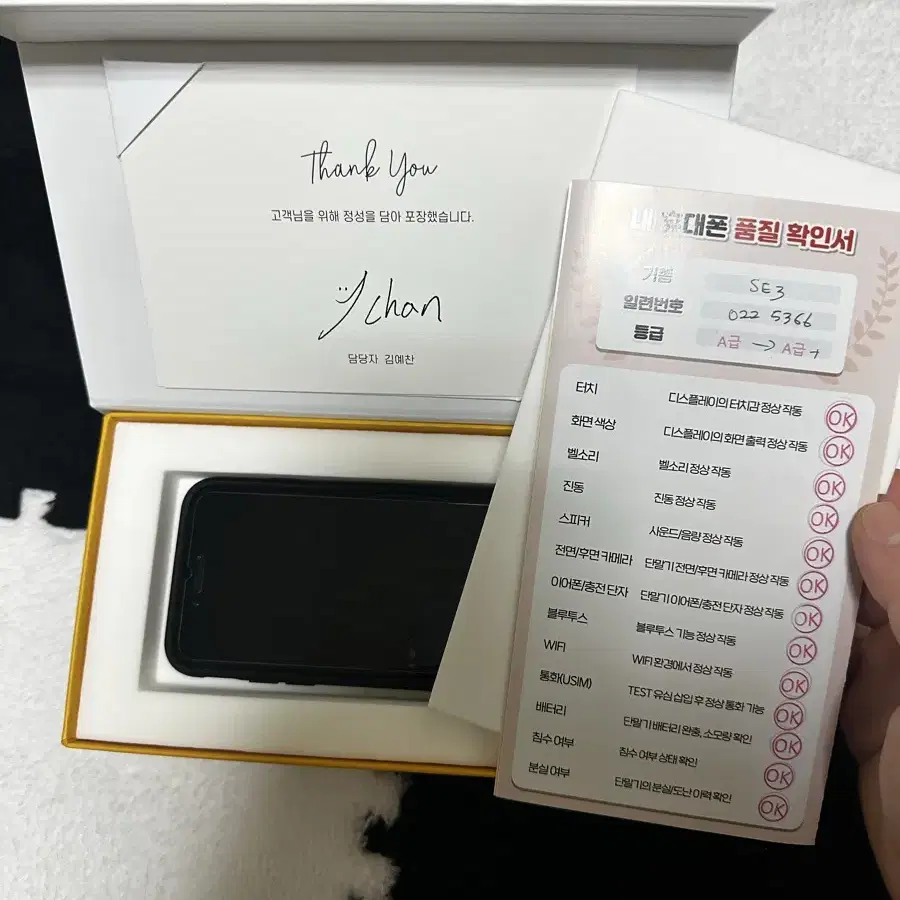 Thank You
고객님을 위해 정성을 담아 포장했습니다.
chan
담당자 김예찬
내 휴대폰 품질 확인서
기종 SE3
일련번호 022 5366
등급 A급 → A급+
터치 디스플레이의 터치감 정상 작동 OK
화면 색상 디스플레이의 화면 출력 정상 작동 OK
벨소리 벨소리 정상 작동 OK
진동 진동 정상 작동 OK
스피커 사운드/음량 정상 작동 OK
전면/후면 카메라 단말기 전면/후면 카메라 정상 작동 OK
이어폰/충전 단자 단말기 이어폰/충전 단자 정상 작동 OK
블루투스 블루투스 기능 정상 작동 OK
WIFI WIFI 환경에서 정상 작동 OK
통화(USIM) TEST 유심 삽입 후 정상 통화 가능 OK
배터리 단말기 배터리 완충, 소모량 확인 OK
침수 여부 침수 여부 상태 확인 OK
분실 여부 단말기의 분실/도난 이력 확인 OK